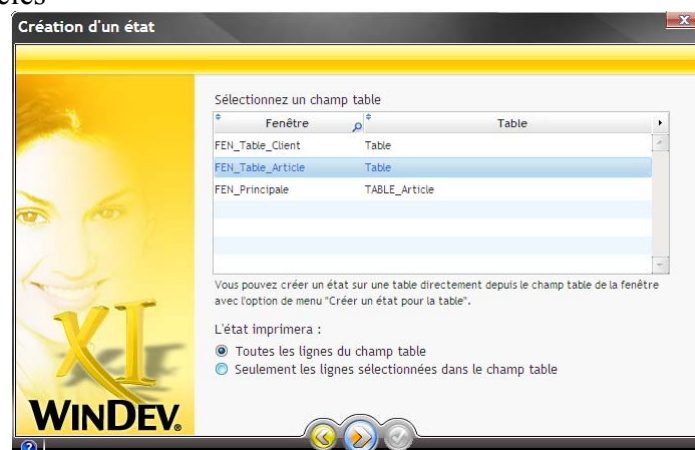 Création d'un état
Sélectionnez un champ table
Fenêtre Table
FEN_Table_Client Table
FEN_Table_Article Table
FEN_Principale TABLE_Article
Vous pouvez créer un état sur une table directement depuis le champ table de la fenêtre
avec l'option de menu "Créer un état pour la table".
L'état imprimera :
Toutes les lignes du champ table
Seulement les lignes sélectionnées dans le champ table
XI
WINDEV.
?